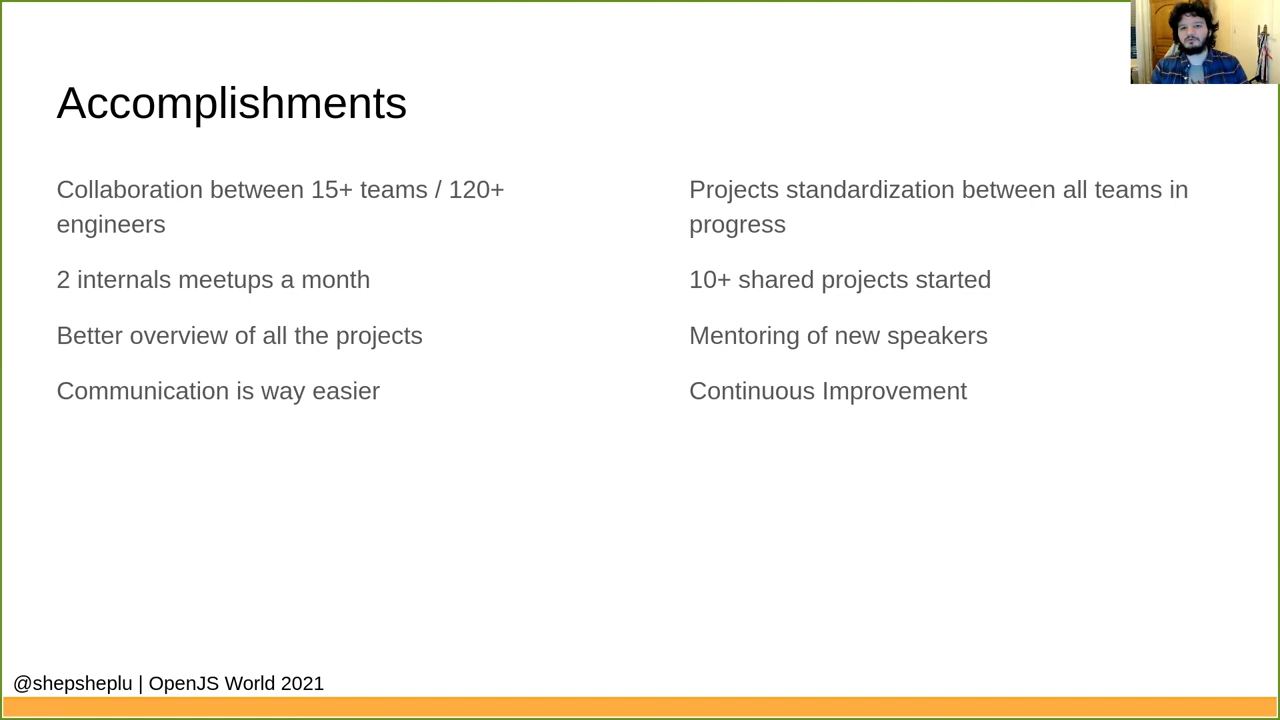 Accomplishments
Collaboration between 15+ teams / 120+
engineers
2 internals meetups a month
Better overview of all the projects
Communication is way easier
Projects standardization between all teams in
progress
10+ shared projects started
Mentoring of new speakers
Continuous Improvement
@shepsheplu | OpenJS World 2021